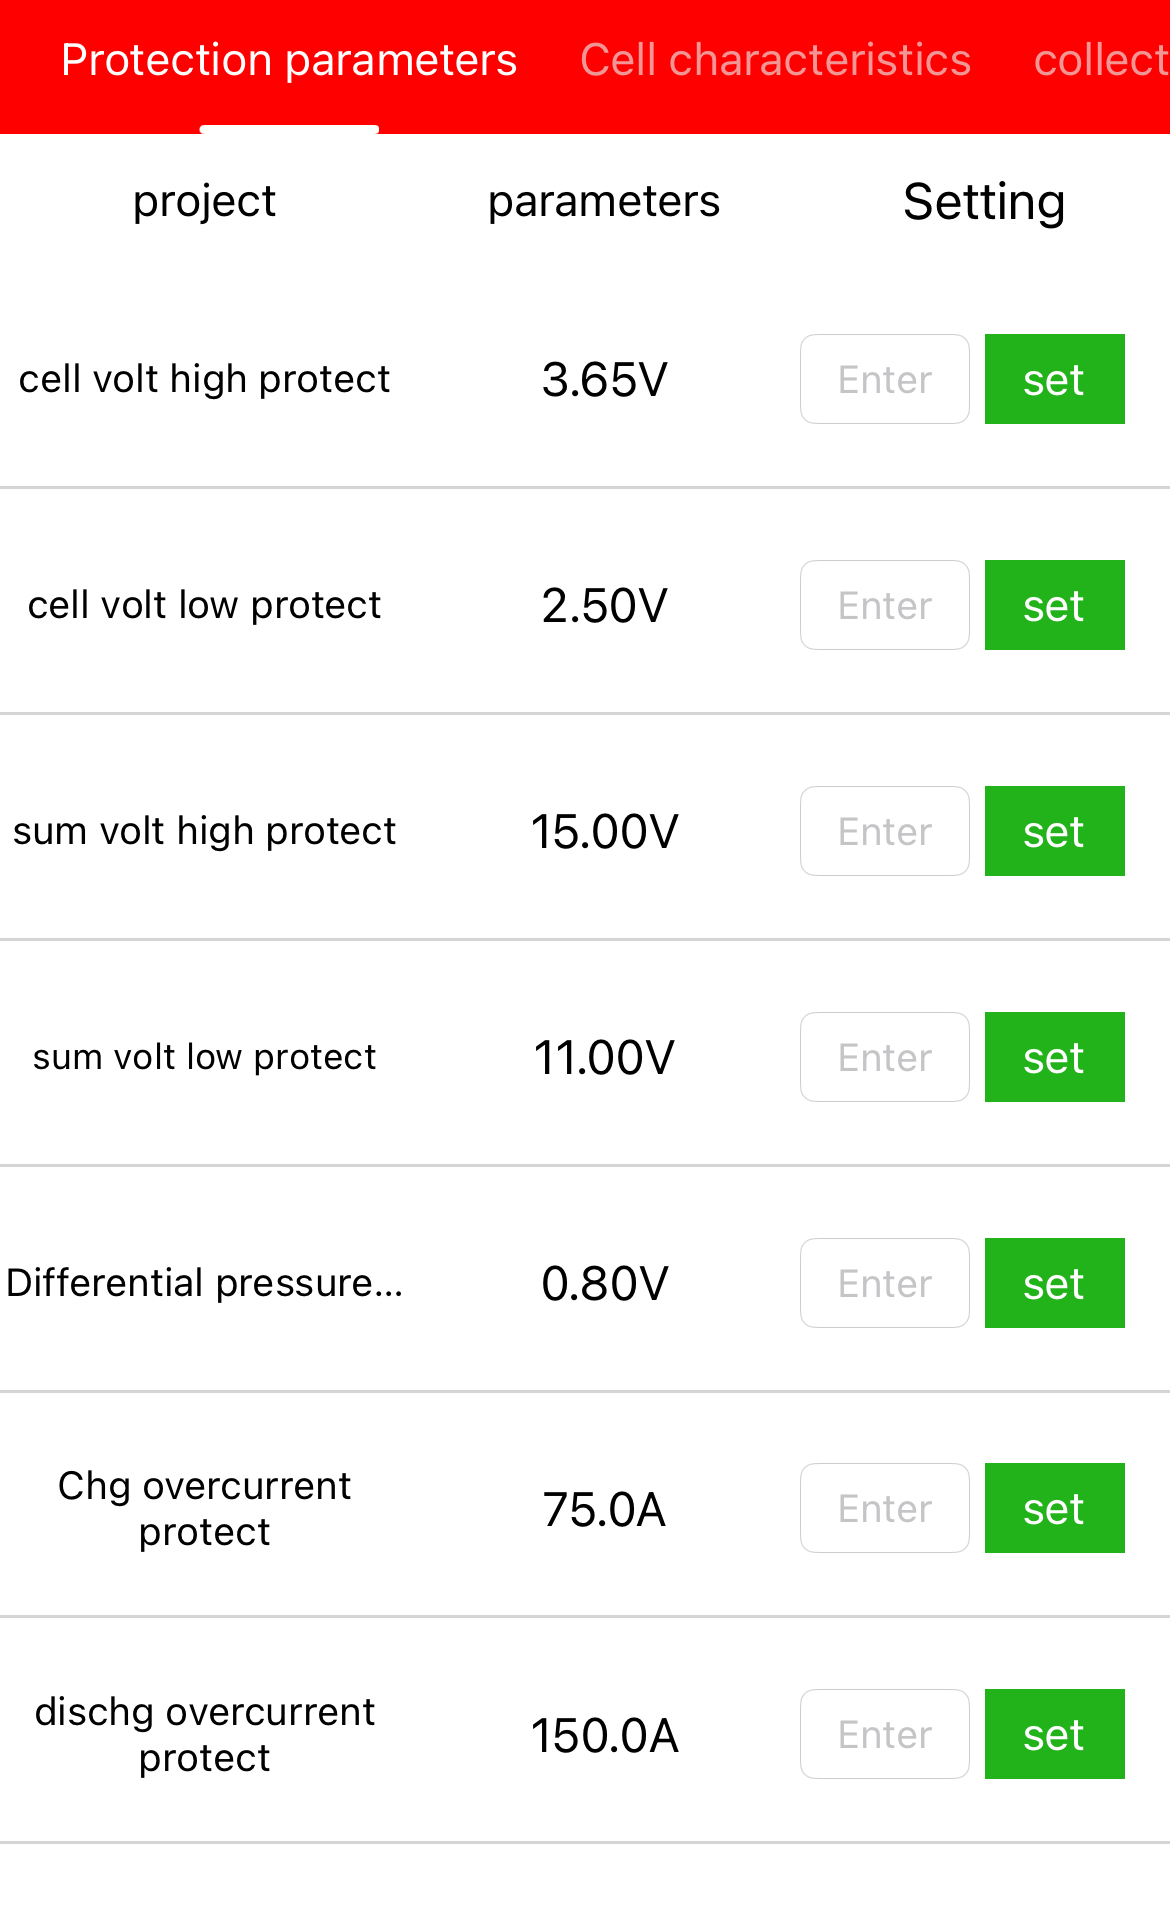 Protection parameters Cell characteristics collect
project parameters Setting
cell volt high protect 3.65V Enter set
cell volt low protect 2.50V Enter set
sum volt high protect 15.00V Enter set
sum volt low protect 11.00V Enter set
Differential pressure... 0.80V Enter set
Chg overcurrent
protect 75.0A Enter set
dischg overcurrent
protect 150.0A Enter set